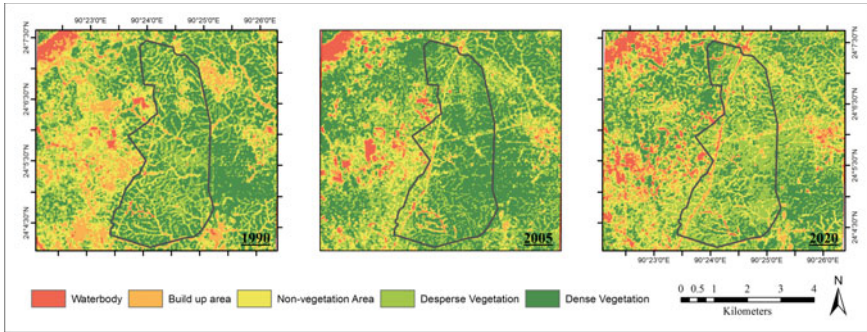 90°23'0"E 90°24'0"E 90°25'0"E 90°26'0"E
24°7'30"N
24°6'30"N
24°5'30"N
24°4'30"N
1990
2005
24°7'30"N
24°6'30"N
24°5'30"N
24°4'30"N
2020
90°23'0"E 90°24'0"E 90°25'0"E 90°26'0"E
Waterbody
Build up area
Non-vegetation Area
Desperse Vegetation
Dense Vegetation
0 0.5 1 2 3 4
Kilometers
N